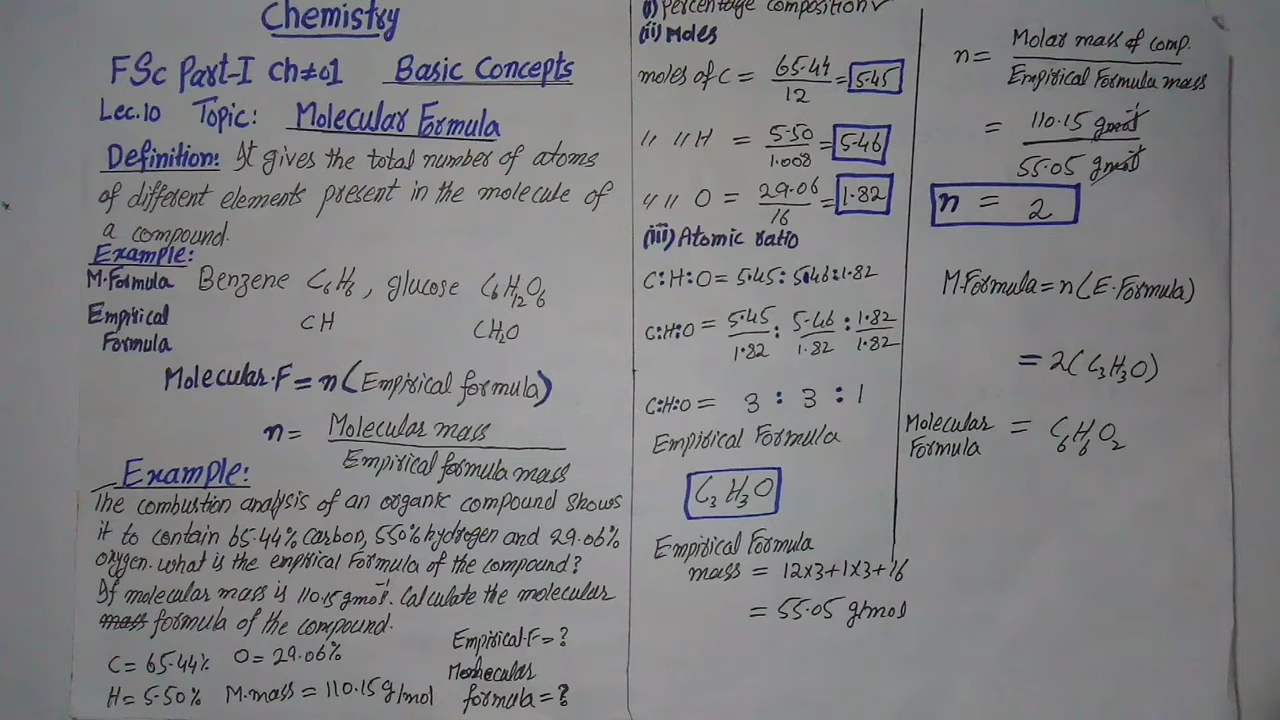 Chemistry
FSc Part-I Ch≠01 Basic Concepts
Lec.10 Topic: Molecular Formula
Definition: It gives the total number of atoms
of different elements present in the molecule of
a compound.
Example:
M.Formula Benzene C₆H₆, glucose C₆H₁₂O₆
Empirical
Formula CH CH₂O
Molecular.F = n(Empirical formula)
n = Molecular mass
Empirical formula mass
Example:
The combustion analysis of an organic compound shows
it to contain 65.44% carbon, 5.50% hydrogen and 29.06%
oxygen. what is the empirical Formula of the compound?
If molecular mass is 110.15 gmol⁻¹. Calculate the molecular
mass formula of the compound.
C = 65.44% O = 29.06%
H = 5.50% M.mass = 110.15 g/mol
Empirical.F = ?
Molecular
formula = ?
(i) Percentage composition ✓
(ii) Moles
moles of C = 65.44/12 = 5.45
〃 〃 H = 5.50/1.008 = 5.46
〃 〃 O = 29.06/16 = 1.82
(iii) Atomic ratio
C:H:O = 5.45 : 5.46 : 1.82
C:H:O = 5.45/1.82 : 5.46/1.82 : 1.82/1.82
C:H:O = 3 : 3 : 1
Empirical Formula
C₃H₃O
Empirical Formula
mass = 12x3+1x3+16
= 55.05 g/mol
n = Molar mass of comp.
Empirical Formula mass
= 110.15 gmol⁻¹
55.05 gmol⁻¹
n = 2
M.Formula = n(E.Formula)
= 2(C₃H₃O)
Molecular
Formula = C₆H₆O₂